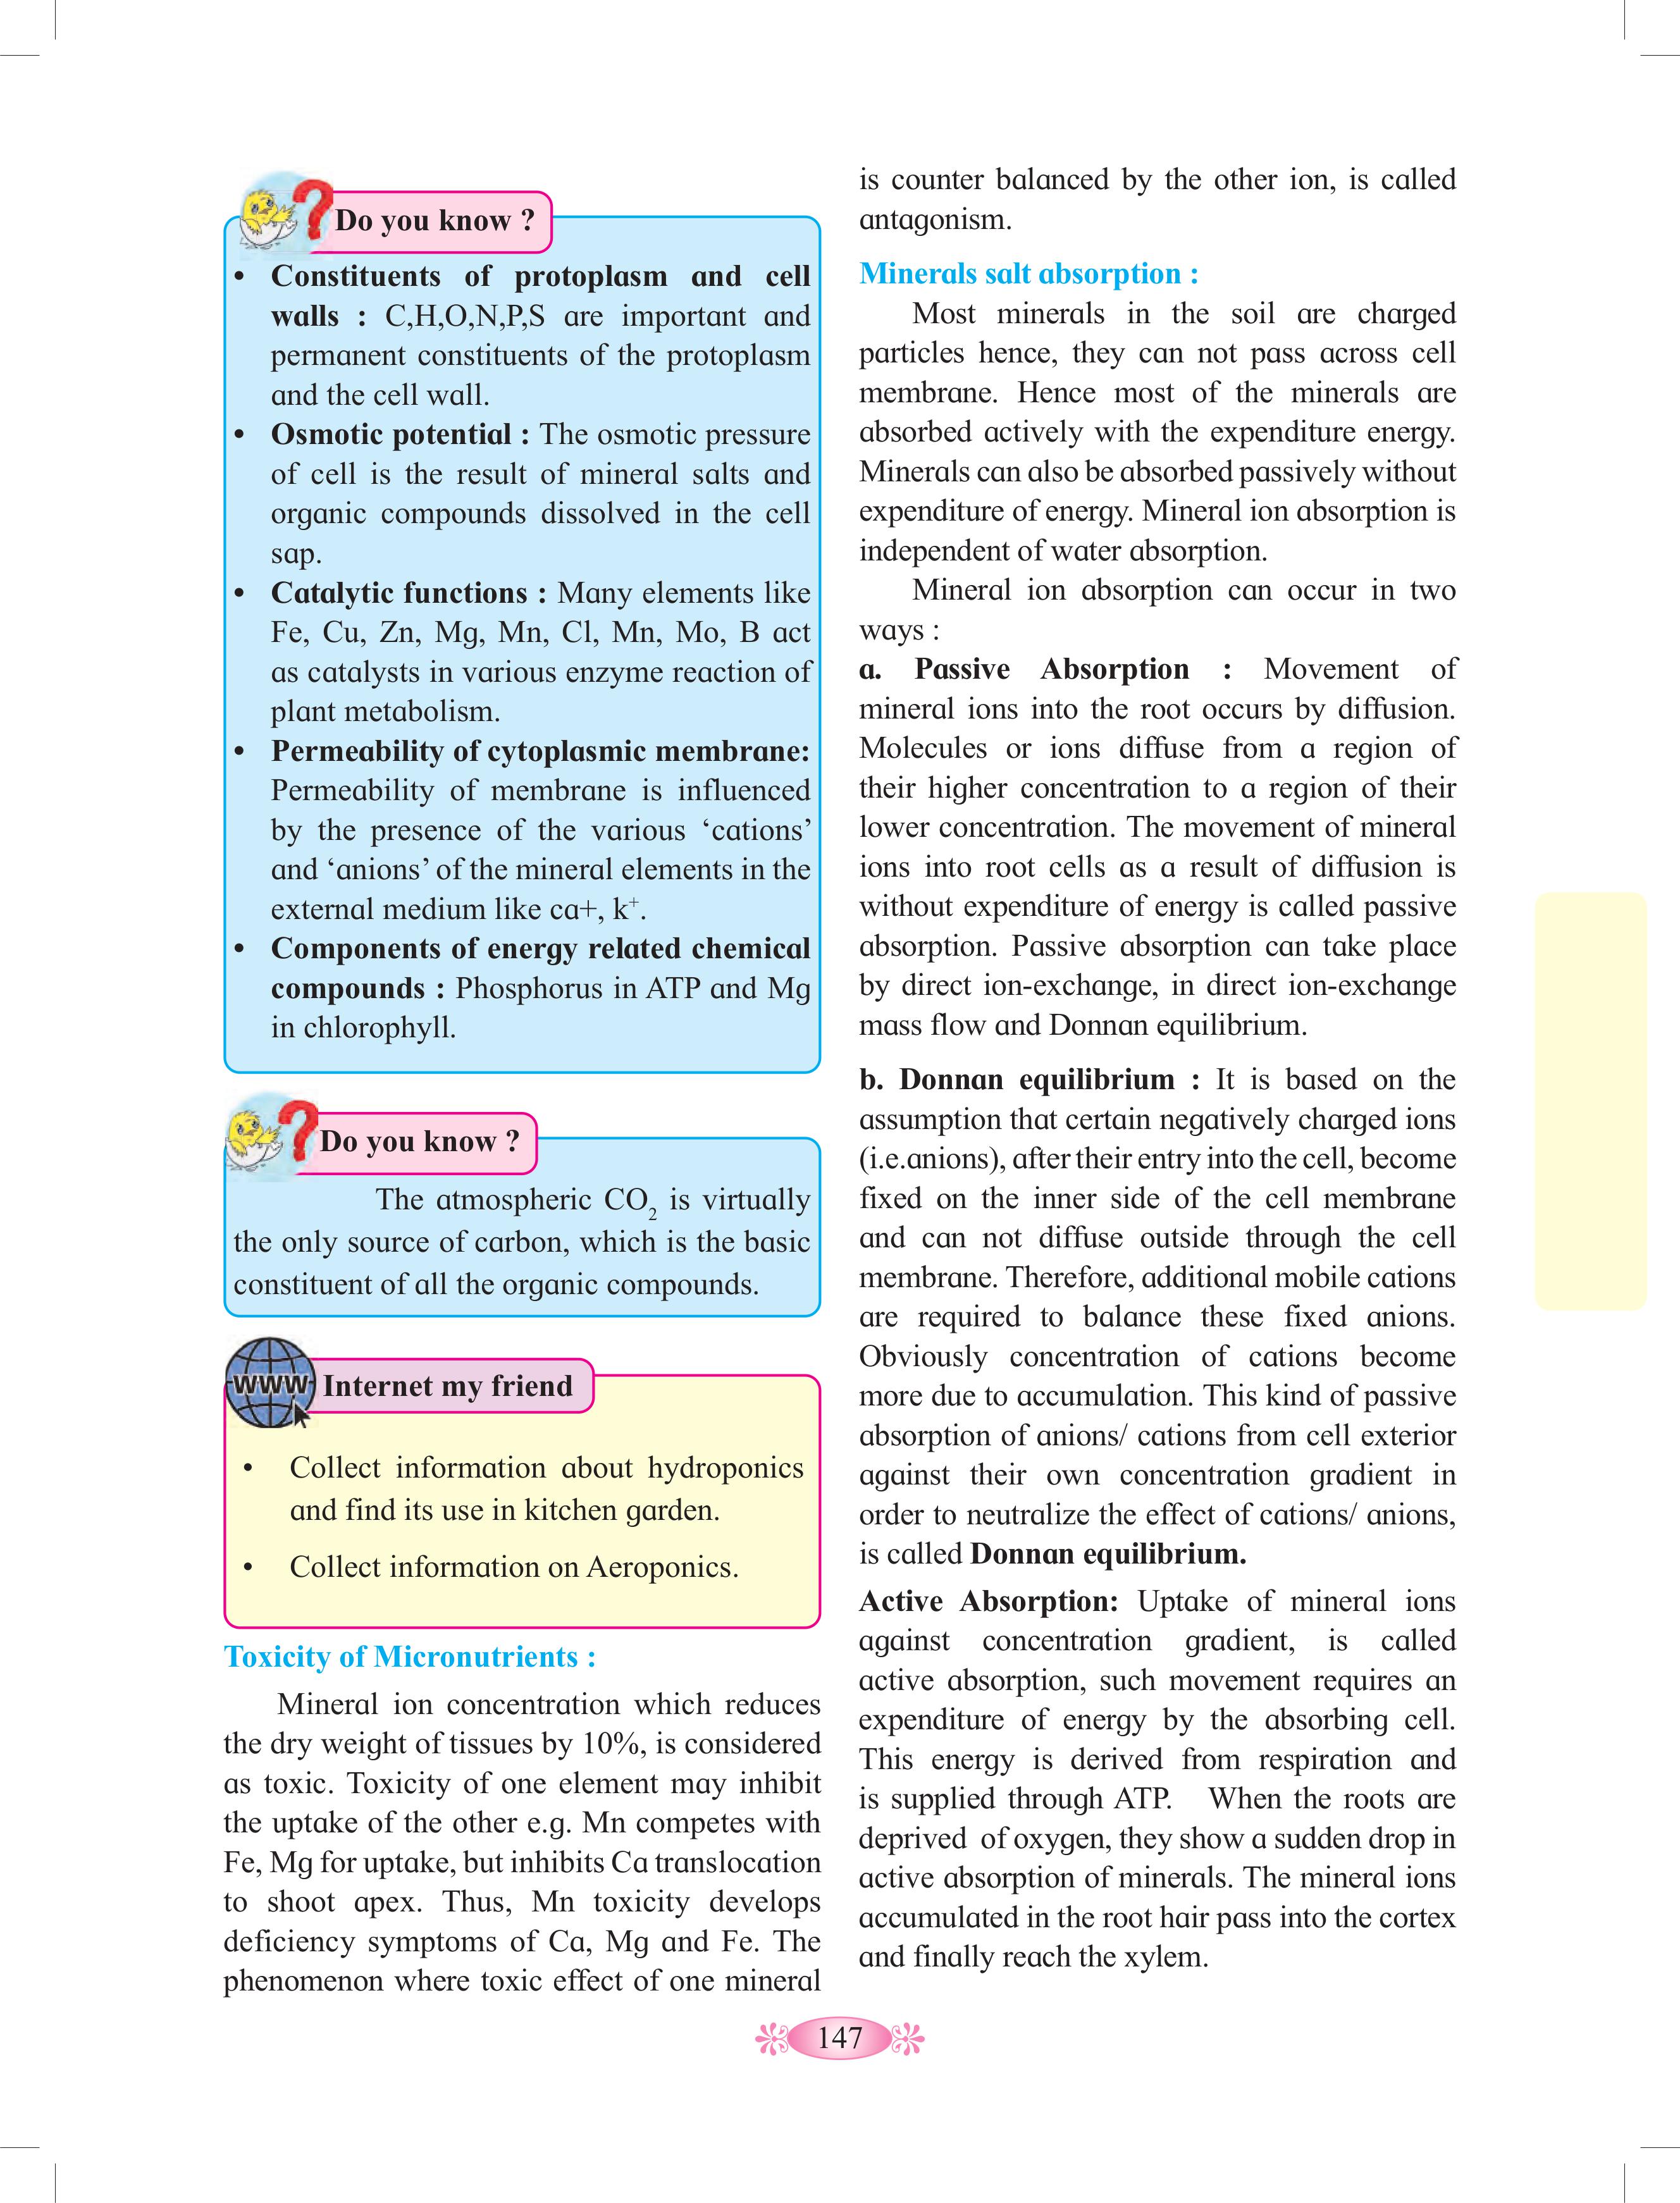 Do you know ?
• Constituents of protoplasm and cell
walls : C,H,O,N,P,S are important and
permanent constituents of the protoplasm
and the cell wall.
• Osmotic potential : The osmotic pressure
of cell is the result of mineral salts and
organic compounds dissolved in the cell
sap.
• Catalytic functions : Many elements like
Fe, Cu, Zn, Mg, Mn, Cl, Mn, Mo, B act
as catalysts in various enzyme reaction of
plant metabolism.
• Permeability of cytoplasmic membrane:
Permeability of membrane is influenced
by the presence of the various ‘cations’
and ‘anions’ of the mineral elements in the
external medium like ca+, k⁺.
• Components of energy related chemical
compounds : Phosphorus in ATP and Mg
in chlorophyll.
Do you know ?
The atmospheric CO₂ is virtually
the only source of carbon, which is the basic
constituent of all the organic compounds.
WWW Internet my friend
• Collect information about hydroponics
and find its use in kitchen garden.
• Collect information on Aeroponics.
Toxicity of Micronutrients :
Mineral ion concentration which reduces
the dry weight of tissues by 10%, is considered
as toxic. Toxicity of one element may inhibit
the uptake of the other e.g. Mn competes with
Fe, Mg for uptake, but inhibits Ca translocation
to shoot apex. Thus, Mn toxicity develops
deficiency symptoms of Ca, Mg and Fe. The
phenomenon where toxic effect of one mineral
is counter balanced by the other ion, is called
antagonism.
Minerals salt absorption :
Most minerals in the soil are charged
particles hence, they can not pass across cell
membrane. Hence most of the minerals are
absorbed actively with the expenditure energy.
Minerals can also be absorbed passively without
expenditure of energy. Mineral ion absorption is
independent of water absorption.
Mineral ion absorption can occur in two
ways :
a. Passive Absorption : Movement of
mineral ions into the root occurs by diffusion.
Molecules or ions diffuse from a region of
their higher concentration to a region of their
lower concentration. The movement of mineral
ions into root cells as a result of diffusion is
without expenditure of energy is called passive
absorption. Passive absorption can take place
by direct ion-exchange, in direct ion-exchange
mass flow and Donnan equilibrium.
b. Donnan equilibrium : It is based on the
assumption that certain negatively charged ions
(i.e.anions), after their entry into the cell, become
fixed on the inner side of the cell membrane
and can not diffuse outside through the cell
membrane. Therefore, additional mobile cations
are required to balance these fixed anions.
Obviously concentration of cations become
more due to accumulation. This kind of passive
absorption of anions/ cations from cell exterior
against their own concentration gradient in
order to neutralize the effect of cations/ anions,
is called Donnan equilibrium.
Active Absorption: Uptake of mineral ions
against concentration gradient, is called
active absorption, such movement requires an
expenditure of energy by the absorbing cell.
This energy is derived from respiration and
is supplied through ATP. When the roots are
deprived of oxygen, they show a sudden drop in
active absorption of minerals. The mineral ions
accumulated in the root hair pass into the cortex
and finally reach the xylem.
147